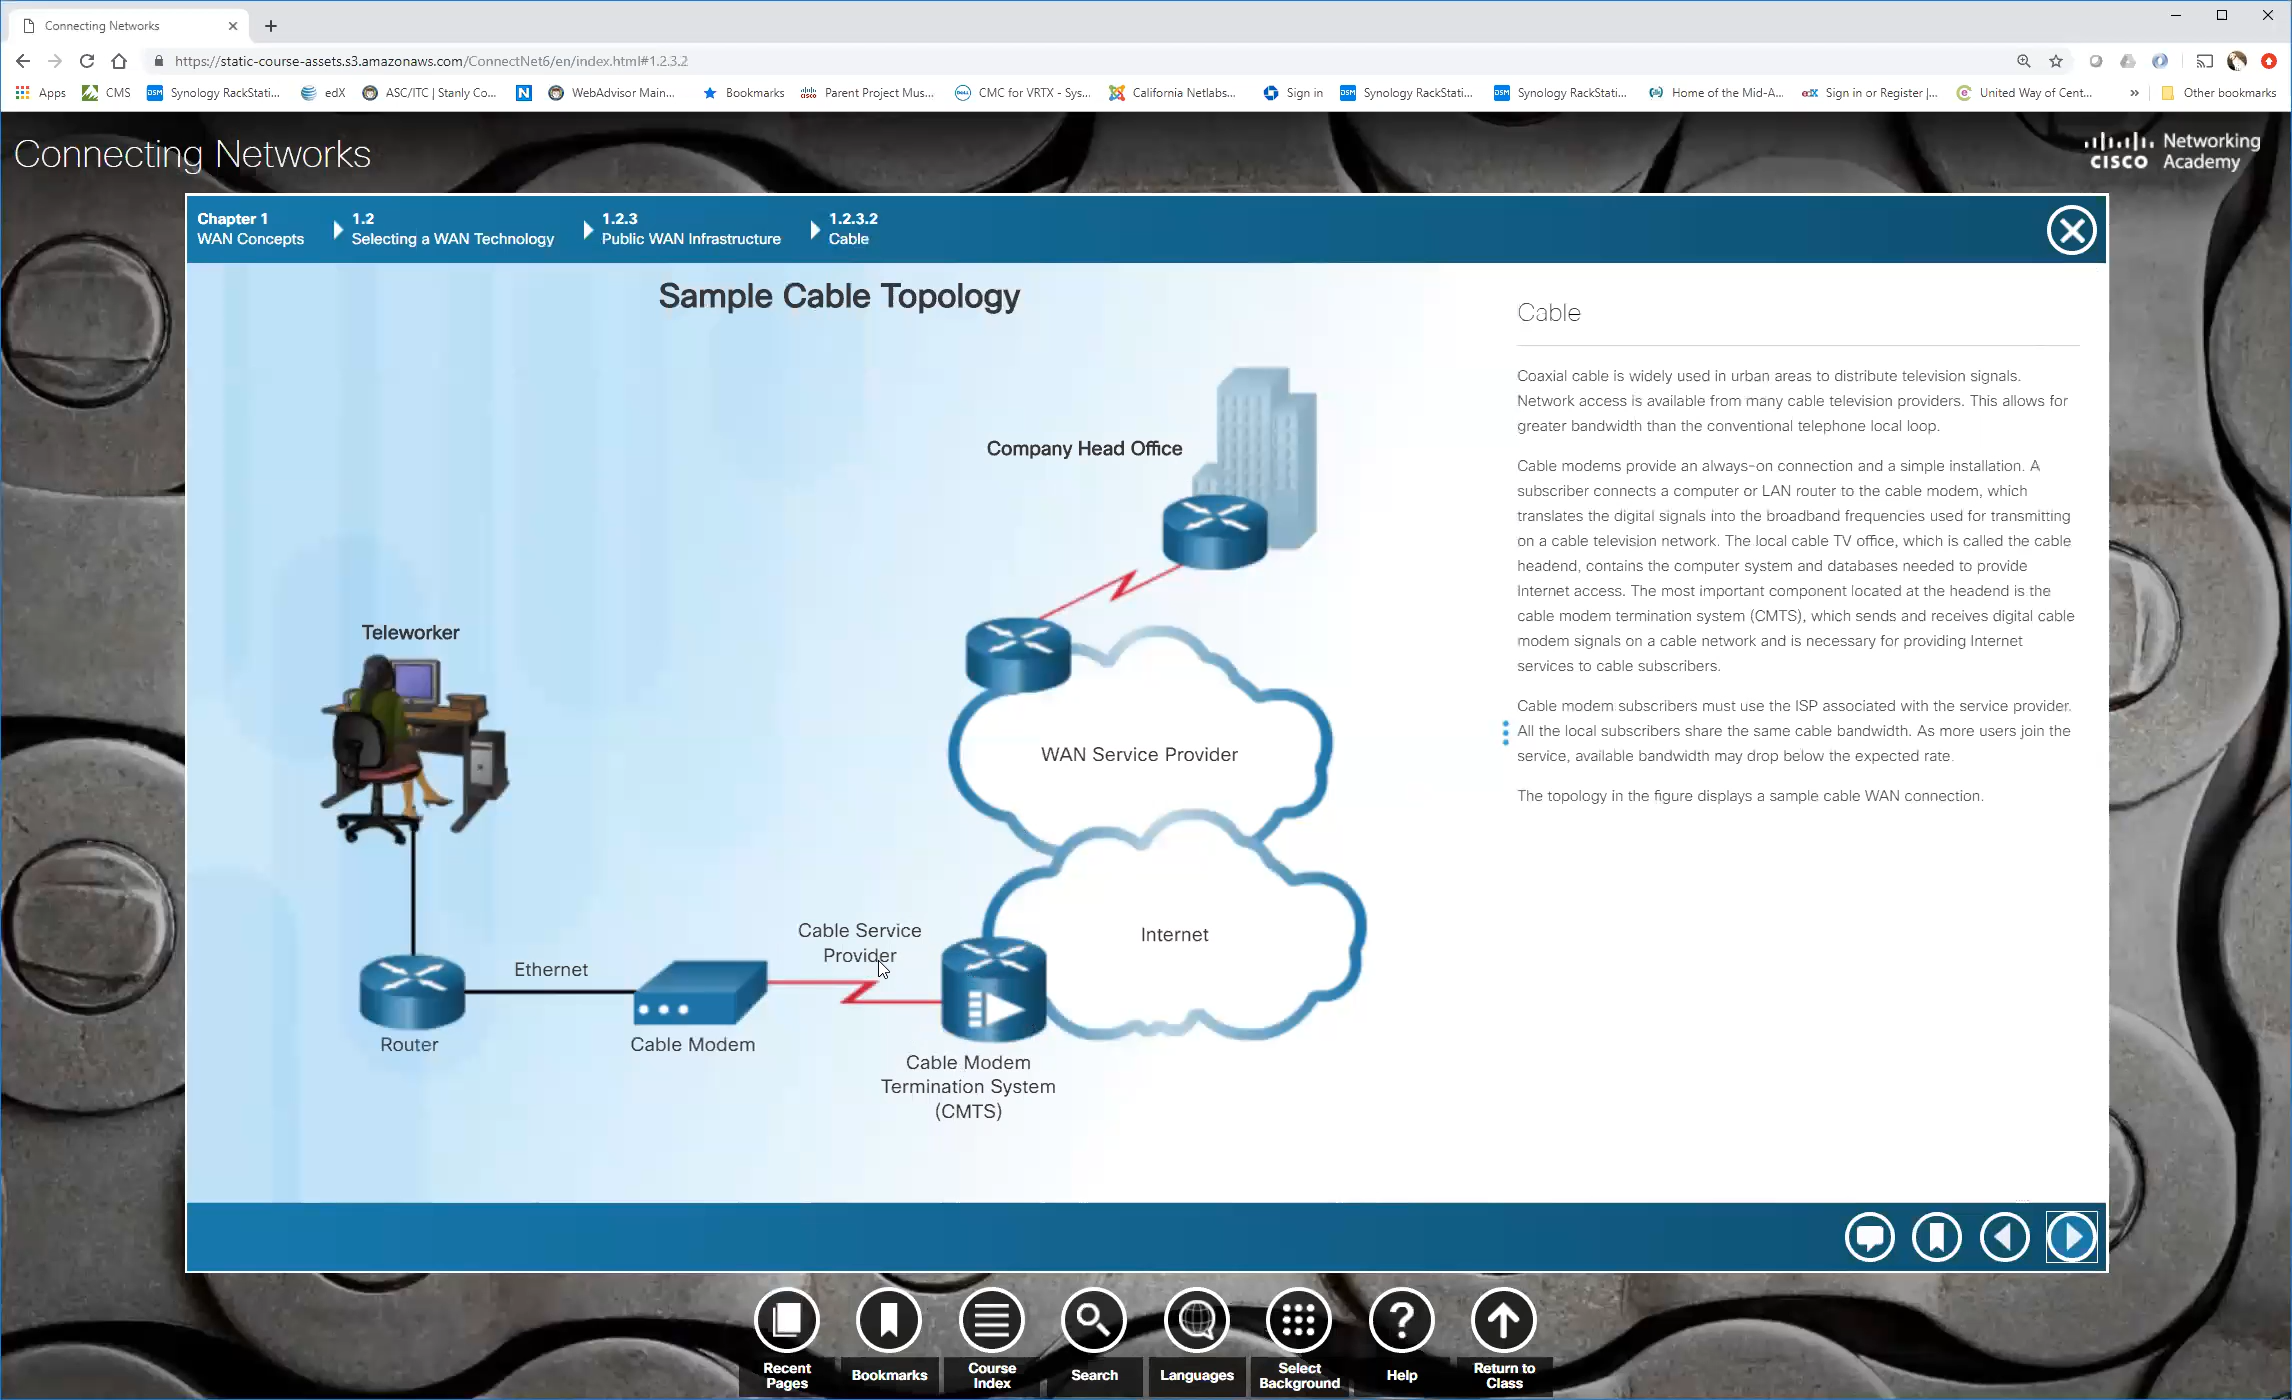 Connecting Networks
https://static-course-assets.s3.amazonaws.com/ConnectNet6/en/index.html#1.2.3.2
Apps
CMS
Synology RackStati...
edX
ASC/ITC | Stanly Co...
WebAdvisor Main...
Bookmarks
Parent Project Mus...
CMC for VRTX - Sys...
California Netlabs...
Sign in
Synology RackStati...
Synology RackStati...
Home of the Mid-A...
Sign in or Register |...
United Way of Cent...
»
Other bookmarks
Connecting Networks
CISCO
Networking
Academy
Chapter 1
WAN Concepts
1.2
Selecting a WAN Technology
1.2.3
Public WAN Infrastructure
1.2.3.2
Cable
Sample Cable Topology
Company Head Office
Teleworker
WAN Service Provider
Internet
Cable Service
Provider
Ethernet
Router
Cable Modem
Cable Modem
Termination System
(CMTS)
Cable
Coaxial cable is widely used in urban areas to distribute television signals.
Network access is available from many cable television providers. This allows for
greater bandwidth than the conventional telephone local loop.
Cable modems provide an always-on connection and a simple installation. A
subscriber connects a computer or LAN router to the cable modem, which
translates the digital signals into the broadband frequencies used for transmitting
on a cable television network. The local cable TV office, which is called the cable
headend, contains the computer system and databases needed to provide
Internet access. The most important component located at the headend is the
cable modem termination system (CMTS), which sends and receives digital cable
modem signals on a cable network and is necessary for providing Internet
services to cable subscribers.
Cable modem subscribers must use the ISP associated with the service provider.
All the local subscribers share the same cable bandwidth. As more users join the
service, available bandwidth may drop below the expected rate.
The topology in the figure displays a sample cable WAN connection.
Recent
Pages
Bookmarks
Course
Index
Search
Languages
Select
Background
Help
Return to
Class